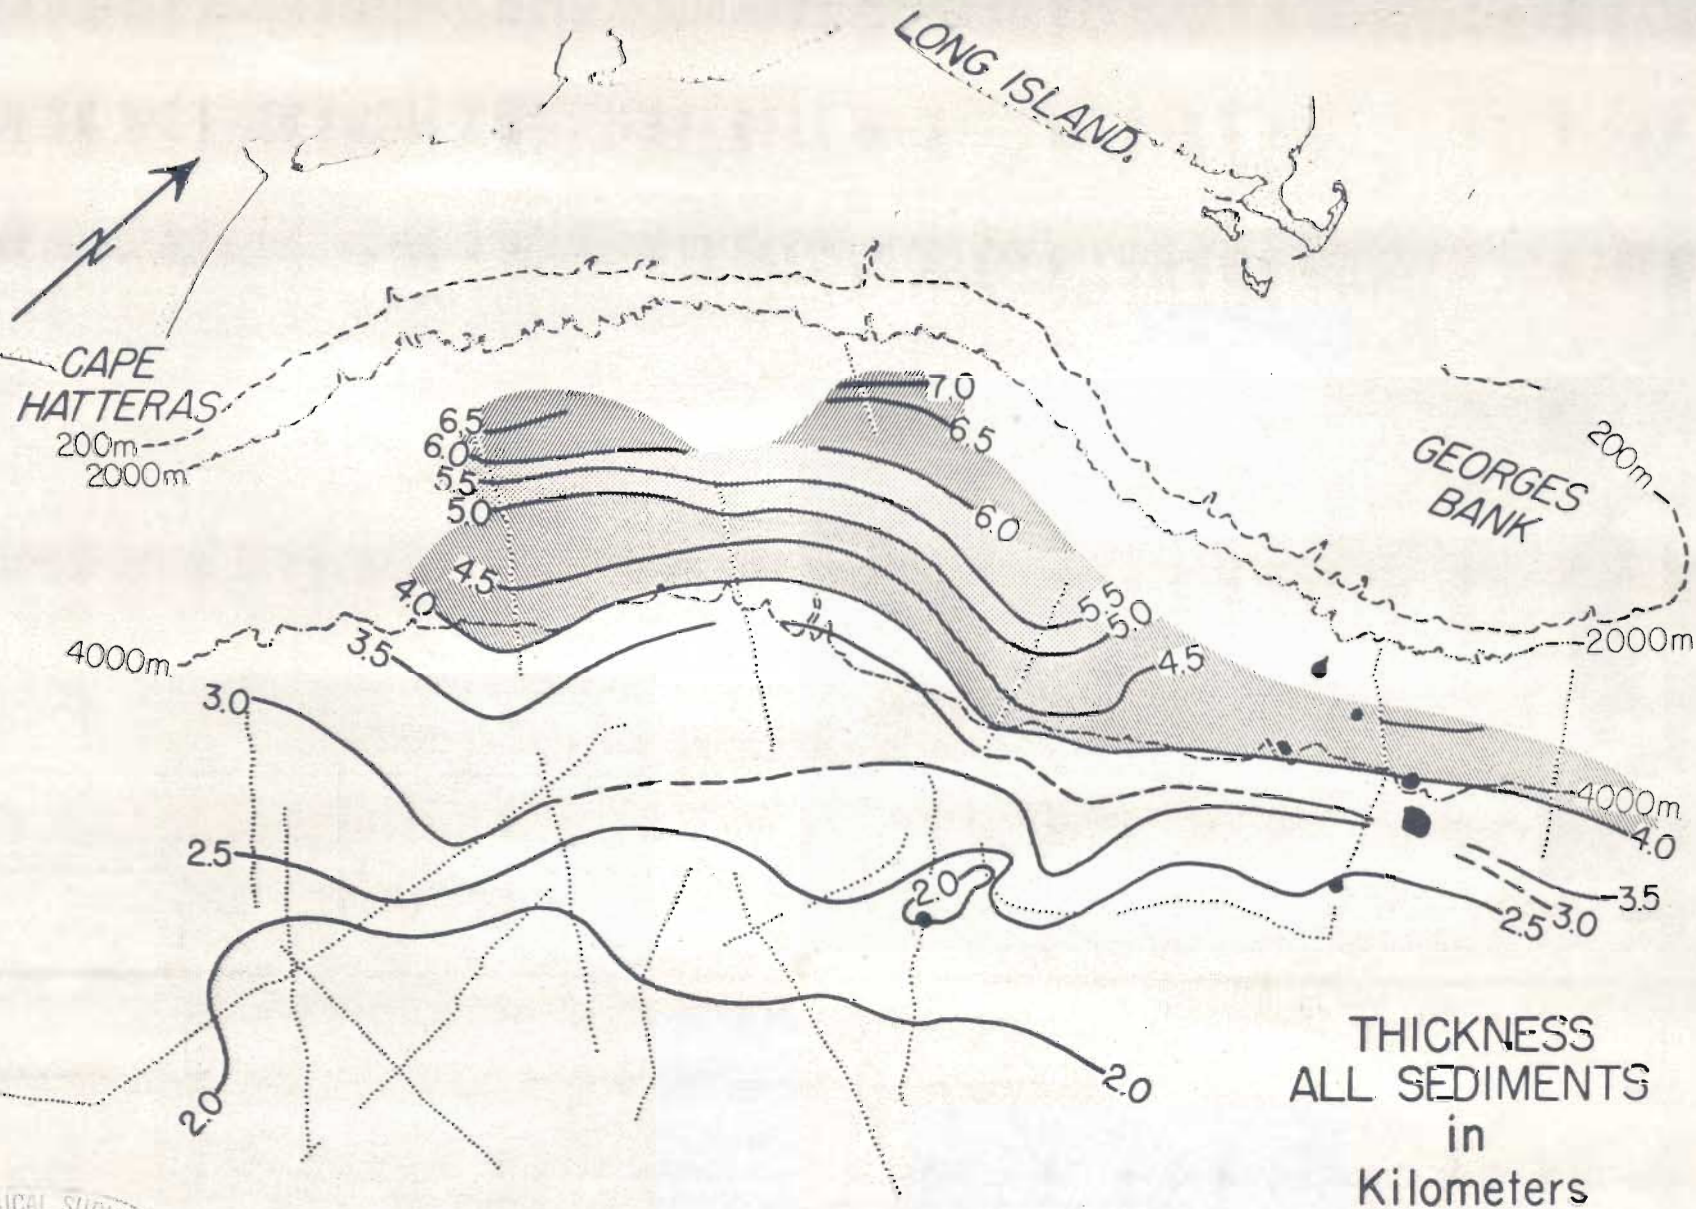 LONG ISLAND.
N
CAPE
HATTERAS
200m
2000m
7.0
6.5
6.5
6.0
5.5
5.0
6.0
GEORGES
BANK
200m
4.5
4.0
5.5
5.0
4.5
2000m
4000m
3.5
3.0
4000m
4.0
2.5
2.0
3.5
3.0
2.5
2.0
2.0
THICKNESS
ALL SEDIMENTS
in
Kilometers